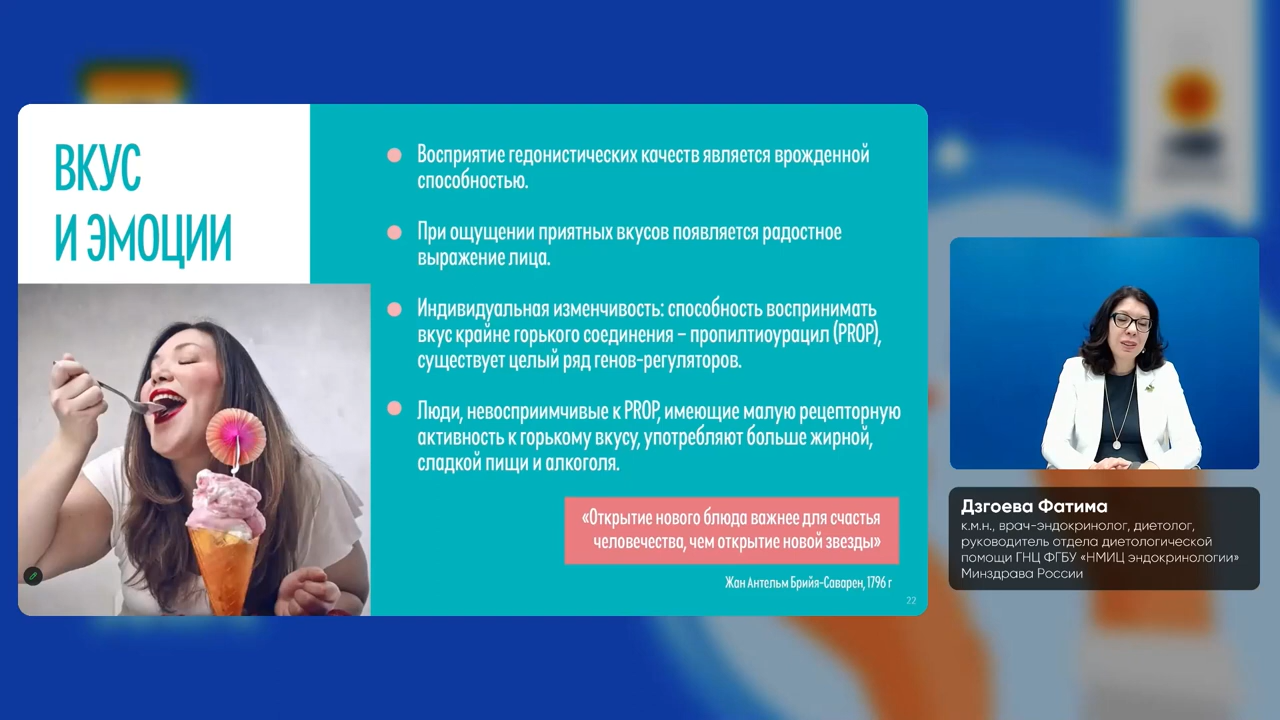 ВКУС
И ЭМОЦИИ
Восприятие гедонистических качеств является врожденной
способностью.
При ощущении приятных вкусов появляется радостное
выражение лица.
Индивидуальная изменчивость: способность воспринимать
вкус крайне горького соединения – пропилтиоурацил (PROP),
существует целый ряд генов-регуляторов.
Люди, невосприимчивые к PROP, имеющие малую рецепторную
активность к горькому вкусу, употребляют больше жирной,
сладкой пищи и алкоголя.
«Открытие нового блюда важнее для счастья
человечества, чем открытие новой звезды»
Жан Антельм Брийя-Саварен, 1796 г
22
Дзгоева Фатима
к.м.н., врач-эндокринолог, диетолог,
руководитель отдела диетологической
помощи ГНЦ ФГБУ «НМИЦ эндокринологии»
Минздрава России